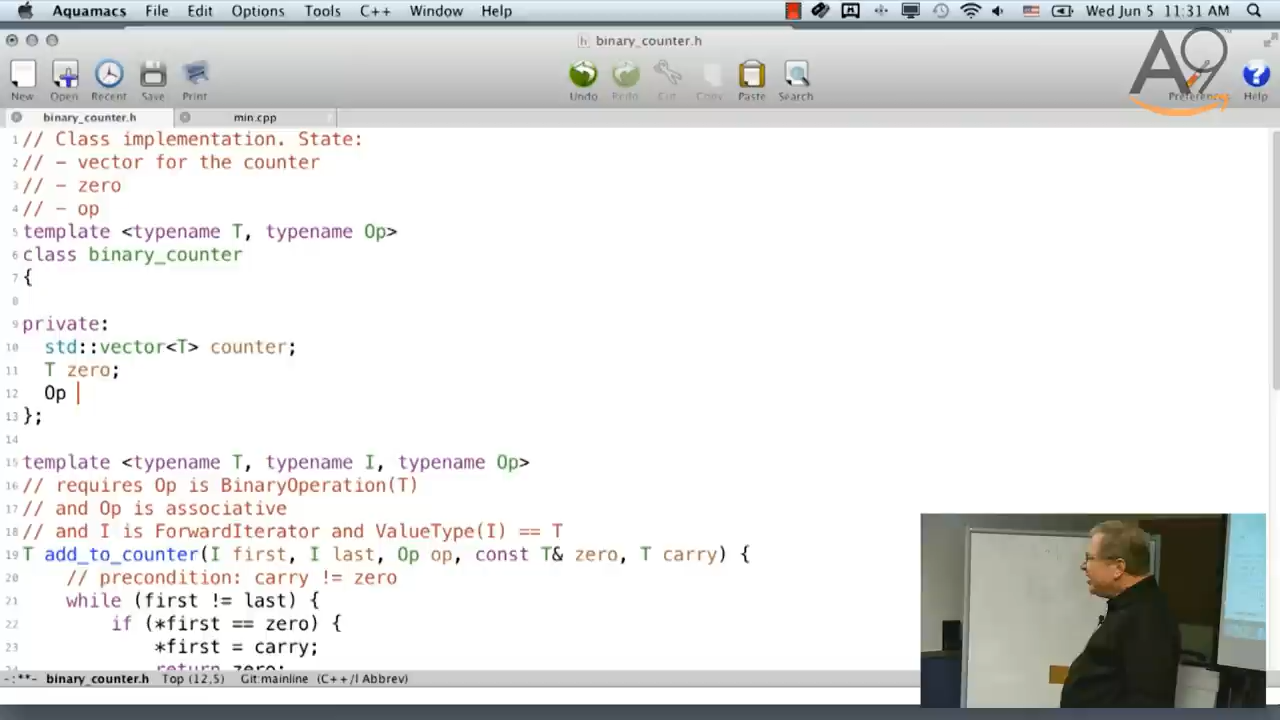 Aquamacs File Edit Options Tools C++ Window Help Wed Jun 5 11:31 AM
binary_counter.h
New Open Recent Save Print Undo Redo Cut Copy Paste Search Preferences Help
A9
binary_counter.h min.cpp
1 // Class implementation. State:
2 // - vector for the counter
3 // - zero
4 // - op
5 template <typename T, typename Op>
6 class binary_counter
7 {
8
9 private:
10 std::vector<T> counter;
11 T zero;
12 Op
13 };
14
15 template <typename T, typename I, typename Op>
16 // requires Op is BinaryOperation(T)
17 // and Op is associative
18 // and I is ForwardIterator and ValueType(I) == T
19 T add_to_counter(I first, I last, Op op, const T& zero, T carry) {
20 // precondition: carry != zero
21 while (first != last) {
22 if (*first == zero) {
23 *first = carry;
24 return zero;
-:**- binary_counter.h Top (12,5) Git:mainline (C++/l Abbrev)